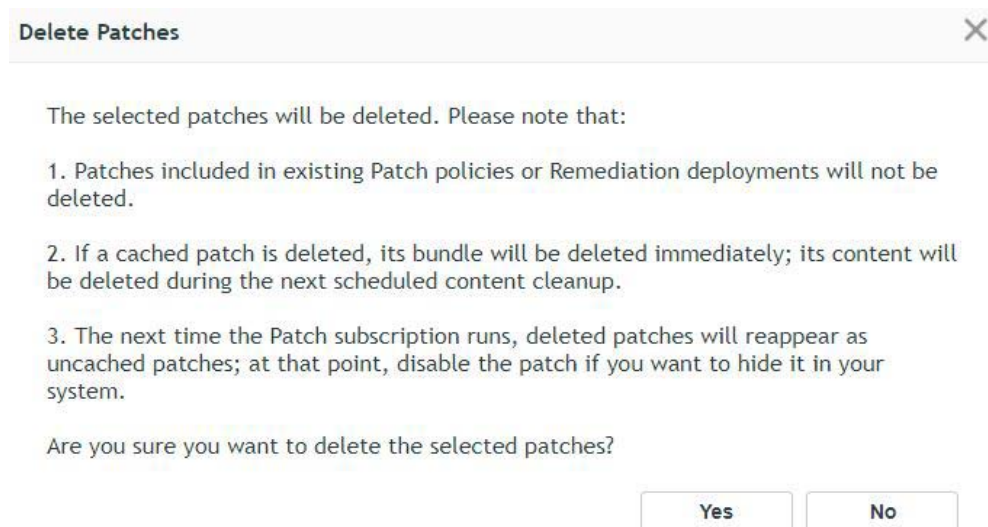 Delete Patches
The selected patches will be deleted. Please note that:
1. Patches included in existing Patch policies or Remediation deployments will not be
deleted.
2. If a cached patch is deleted, its bundle will be deleted immediately; its content will
be deleted during the next scheduled content cleanup.
3. The next time the Patch subscription runs, deleted patches will reappear as
uncached patches; at that point, disable the patch if you want to hide it in your
system.
Are you sure you want to delete the selected patches?
Yes No